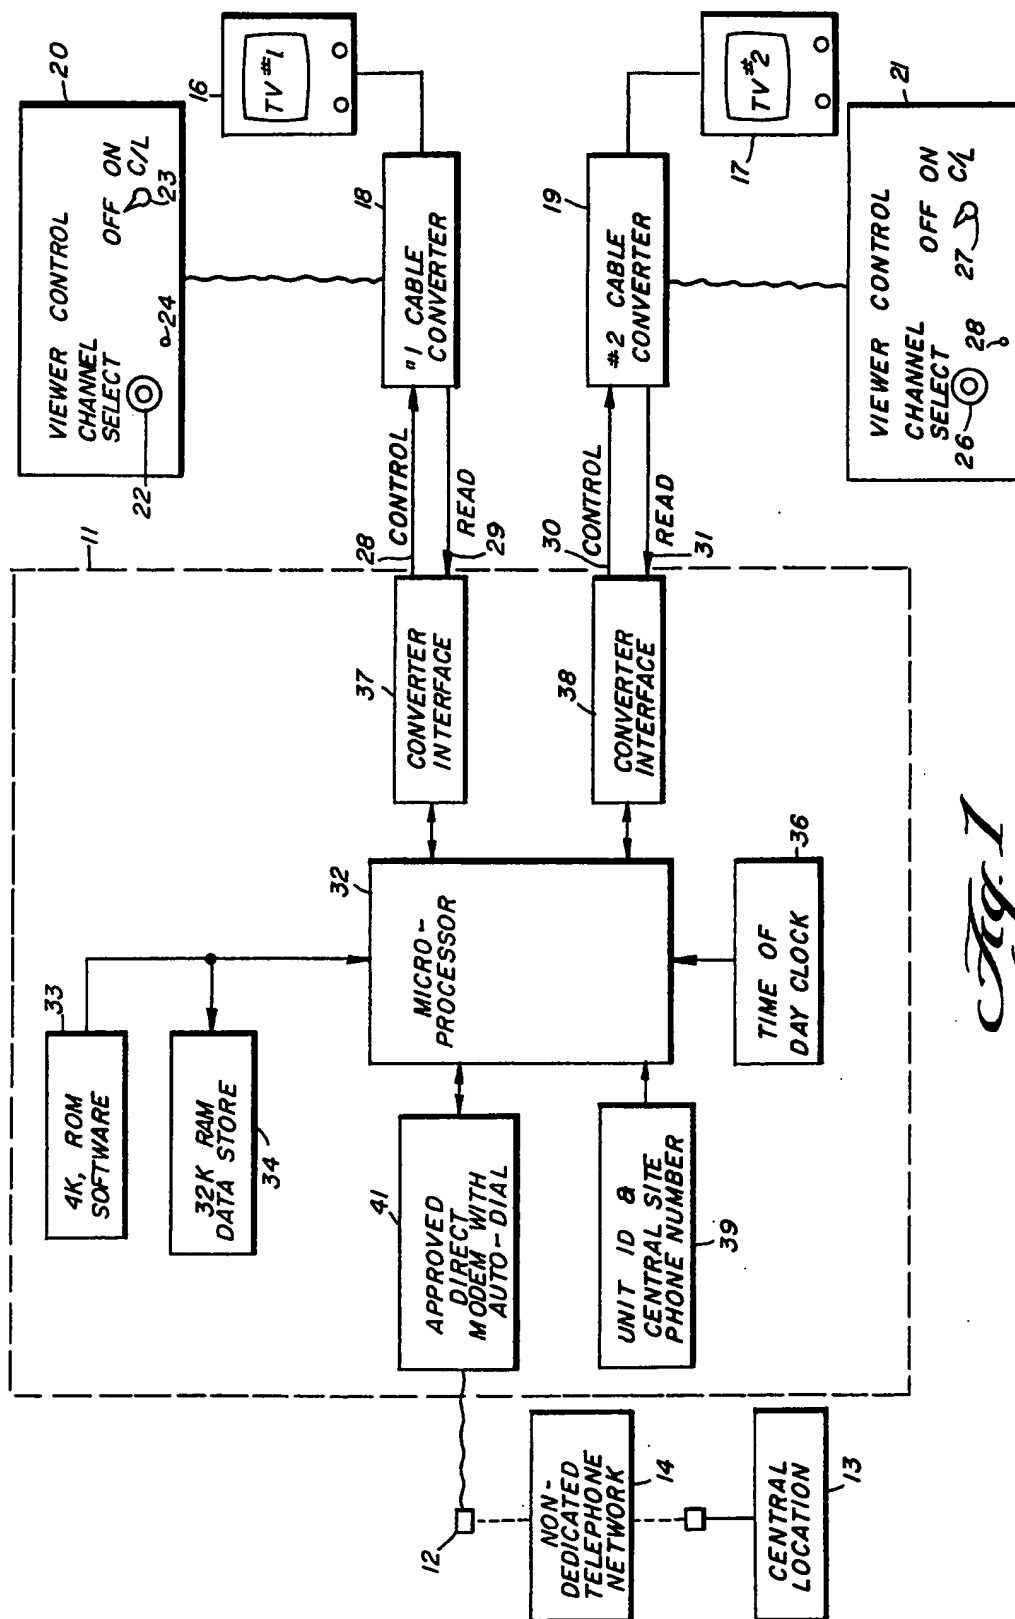 20
VIEWER CONTROL
CHANNEL
SELECT
OFF ON
C/L
22
24
23
16
TV #1
18
#1 CABLE
CONVERTER
28
CONTROL
READ
29
11
33
4K, ROM
SOFTWARE
32K RAM
DATA STORE
34
32
MICRO-
PROCESSOR
37
CONVERTER
INTERFACE
38
CONVERTER
INTERFACE
41
APPROVED
DIRECT
MODEM WITH
AUTO-DIAL
UNIT ID &
CENTRAL SITE
PHONE NUMBER
39
TIME OF
DAY CLOCK
36
30
CONTROL
READ
31
19
#2 CABLE
CONVERTER
TV #2
17
21
VIEWER CONTROL
CHANNEL
SELECT
OFF ON
C/L
26
27
28
12
NON-
DEDICATED
TELEPHONE
NETWORK
14
CENTRAL
LOCATION
13
Fig. 1